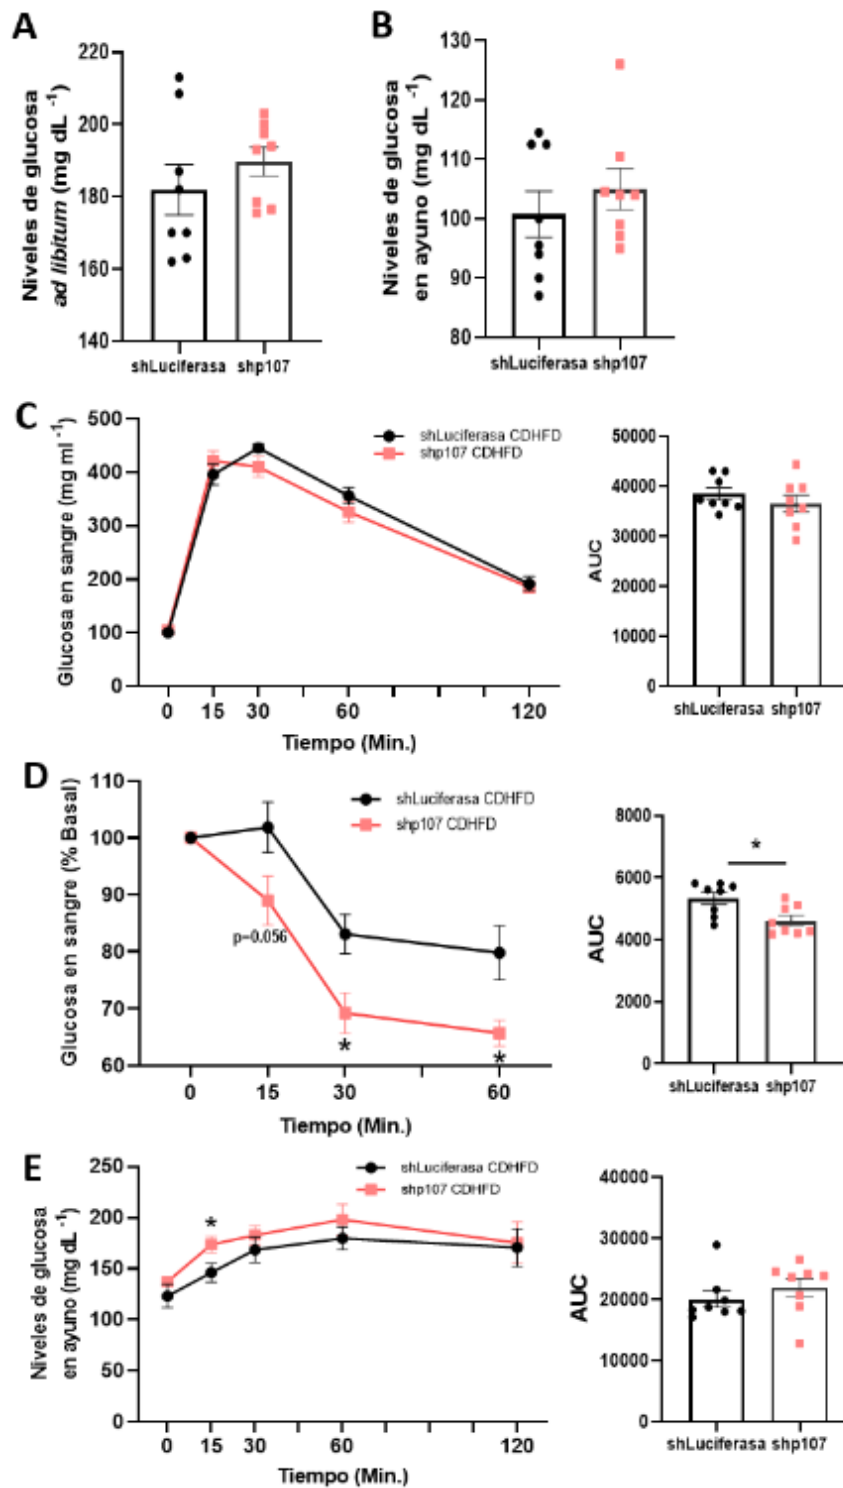 A
Niveles de glucosa
ad libitum (mg dL -1)
220
200
180
160
140
shLuciferasa shp107
B
Niveles de glucosa
en ayuno (mg dL -1)
130
120
110
100
90
80
shLuciferasa shp107
C
Glucosa en sangre (mg ml -1)
500
400
300
200
100
0
shLuciferasa CDHFD
shp107 CDHFD
0 15 30 60 120
Tiempo (Min.)
AUC
50000
40000
30000
20000
10000
0
shLuciferasa shp107
D
Glucosa en sangre (% Basal)
110
100
90
80
70
60
shLuciferasa CDHFD
shp107 CDHFD
p=0.056
*
*
0 15 30 60
Tiempo (Min.)
AUC
8000
6000
4000
2000
0
*
shLuciferasa shp107
E
Niveles de glucosa
en ayuno (mg dL -1)
250
200
150
100
50
0
shLuciferasa CDHFD
shp107 CDHFD
*
0 15 30 60 120
Tiempo (Min.)
AUC
40000
30000
20000
10000
0
shLuciferasa shp107